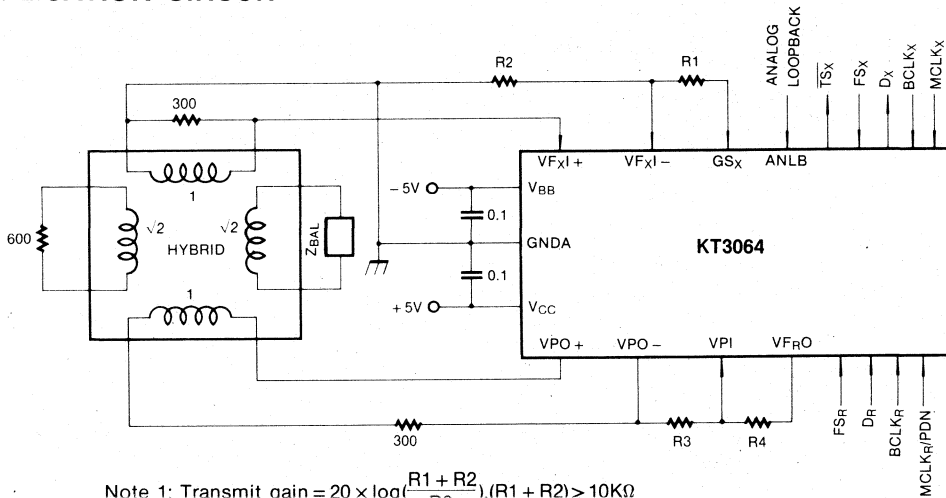 R2
R1
ANALOG
LOOPBACK
TSX
FSX
DX
BCLKX
MCLKX
300
VFXI+
VFXI−
GSX
ANLB
1
−5V
VBB
0.1
600
√2
HYBRID
√2
ZBAL
GNDA
KT3064
0.1
1
+5V
VCC
VPO+
VPO−
VPI
VFRO
300
R3
R4
FSR
DR
BCLKR
MCLKR/PDN
Note 1: Transmit gain = 20 × log(R1 + R2
),(R1 + R2) > 10KΩ